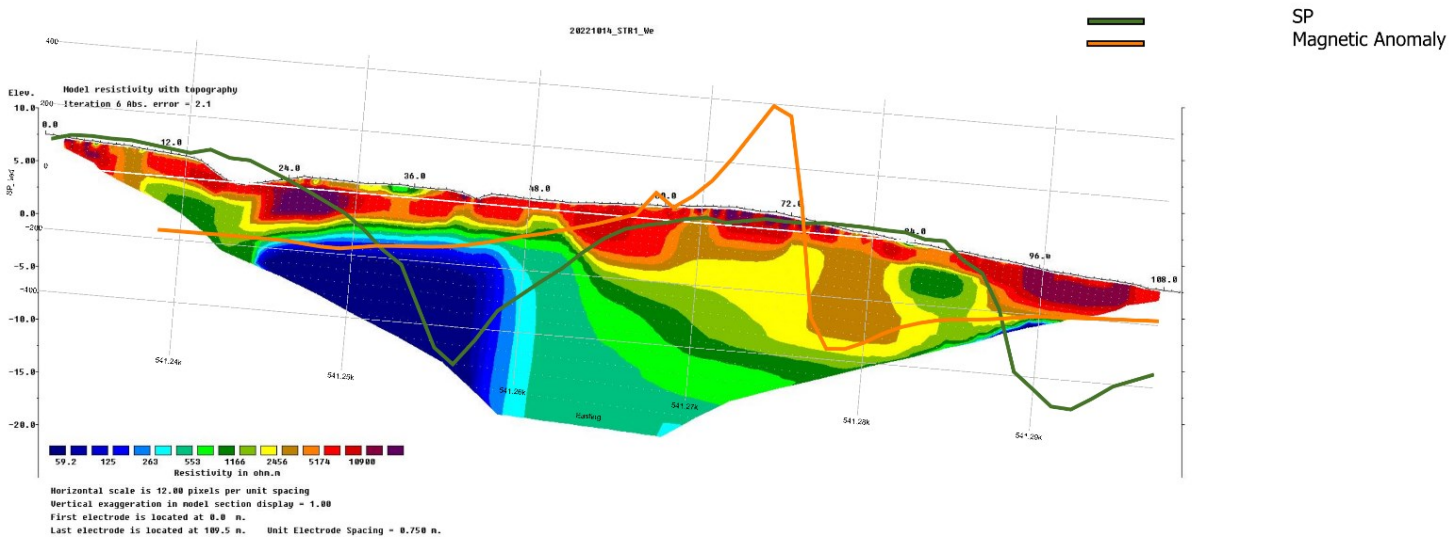 SP
Magnetic Anomaly
20221014_STR1_We
400
Elev.
Model resistivity with topography
10.0
200
Iteration 6 Abs. error = 2.1
0.0
12.0
5.00
0
24.0
36.0
48.0
60.0
72.0
84.0
96.0
108.0
0.0
-200
-5.0
-400
-10.0
-15.0
-20.0
541.24k
541.25k
541.26k
541.27k
541.28k
541.29k
Easting
59.2 125 263 553 1166 2456 5174 10900
Resistivity in ohm.m
Horizontal scale is 12.00 pixels per unit spacing
Vertical exaggeration in model section display = 1.00
First electrode is located at 0.0 m.
Last electrode is located at 109.5 m. Unit Electrode Spacing = 0.750 m.